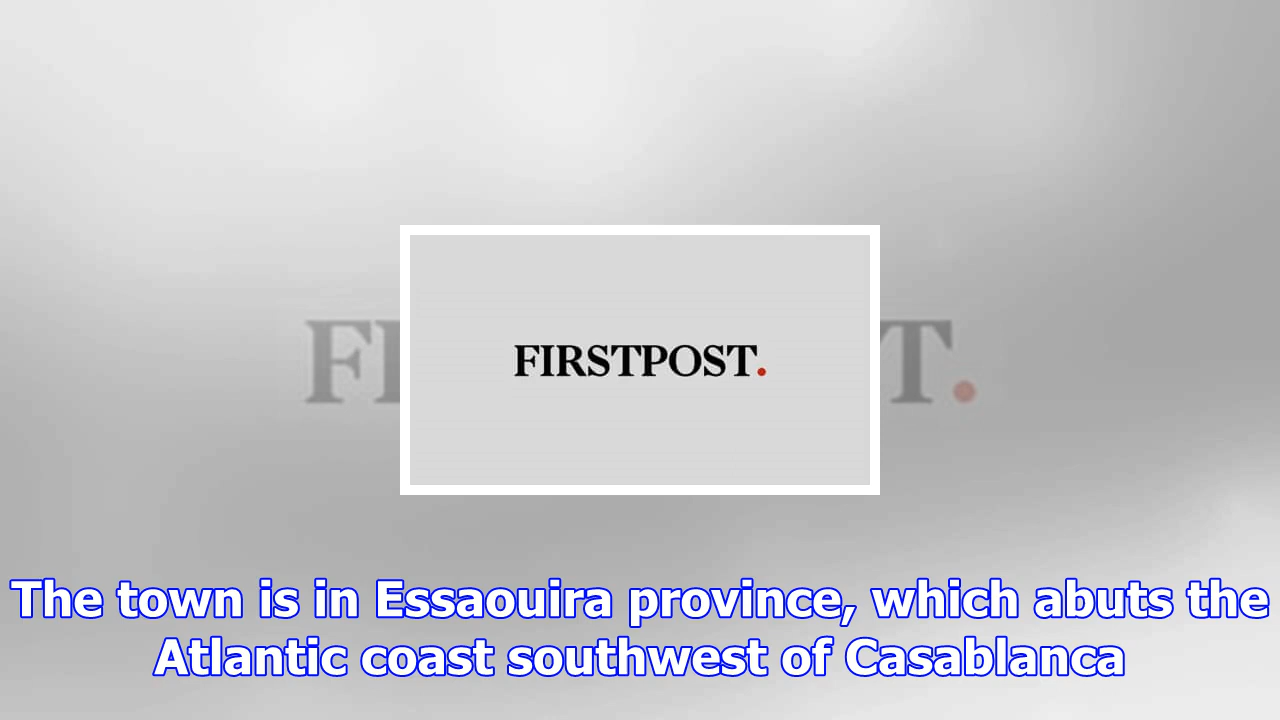 FIRSTPOST.
The town is in Essaouira province, which abuts the
Atlantic coast southwest of Casablanca